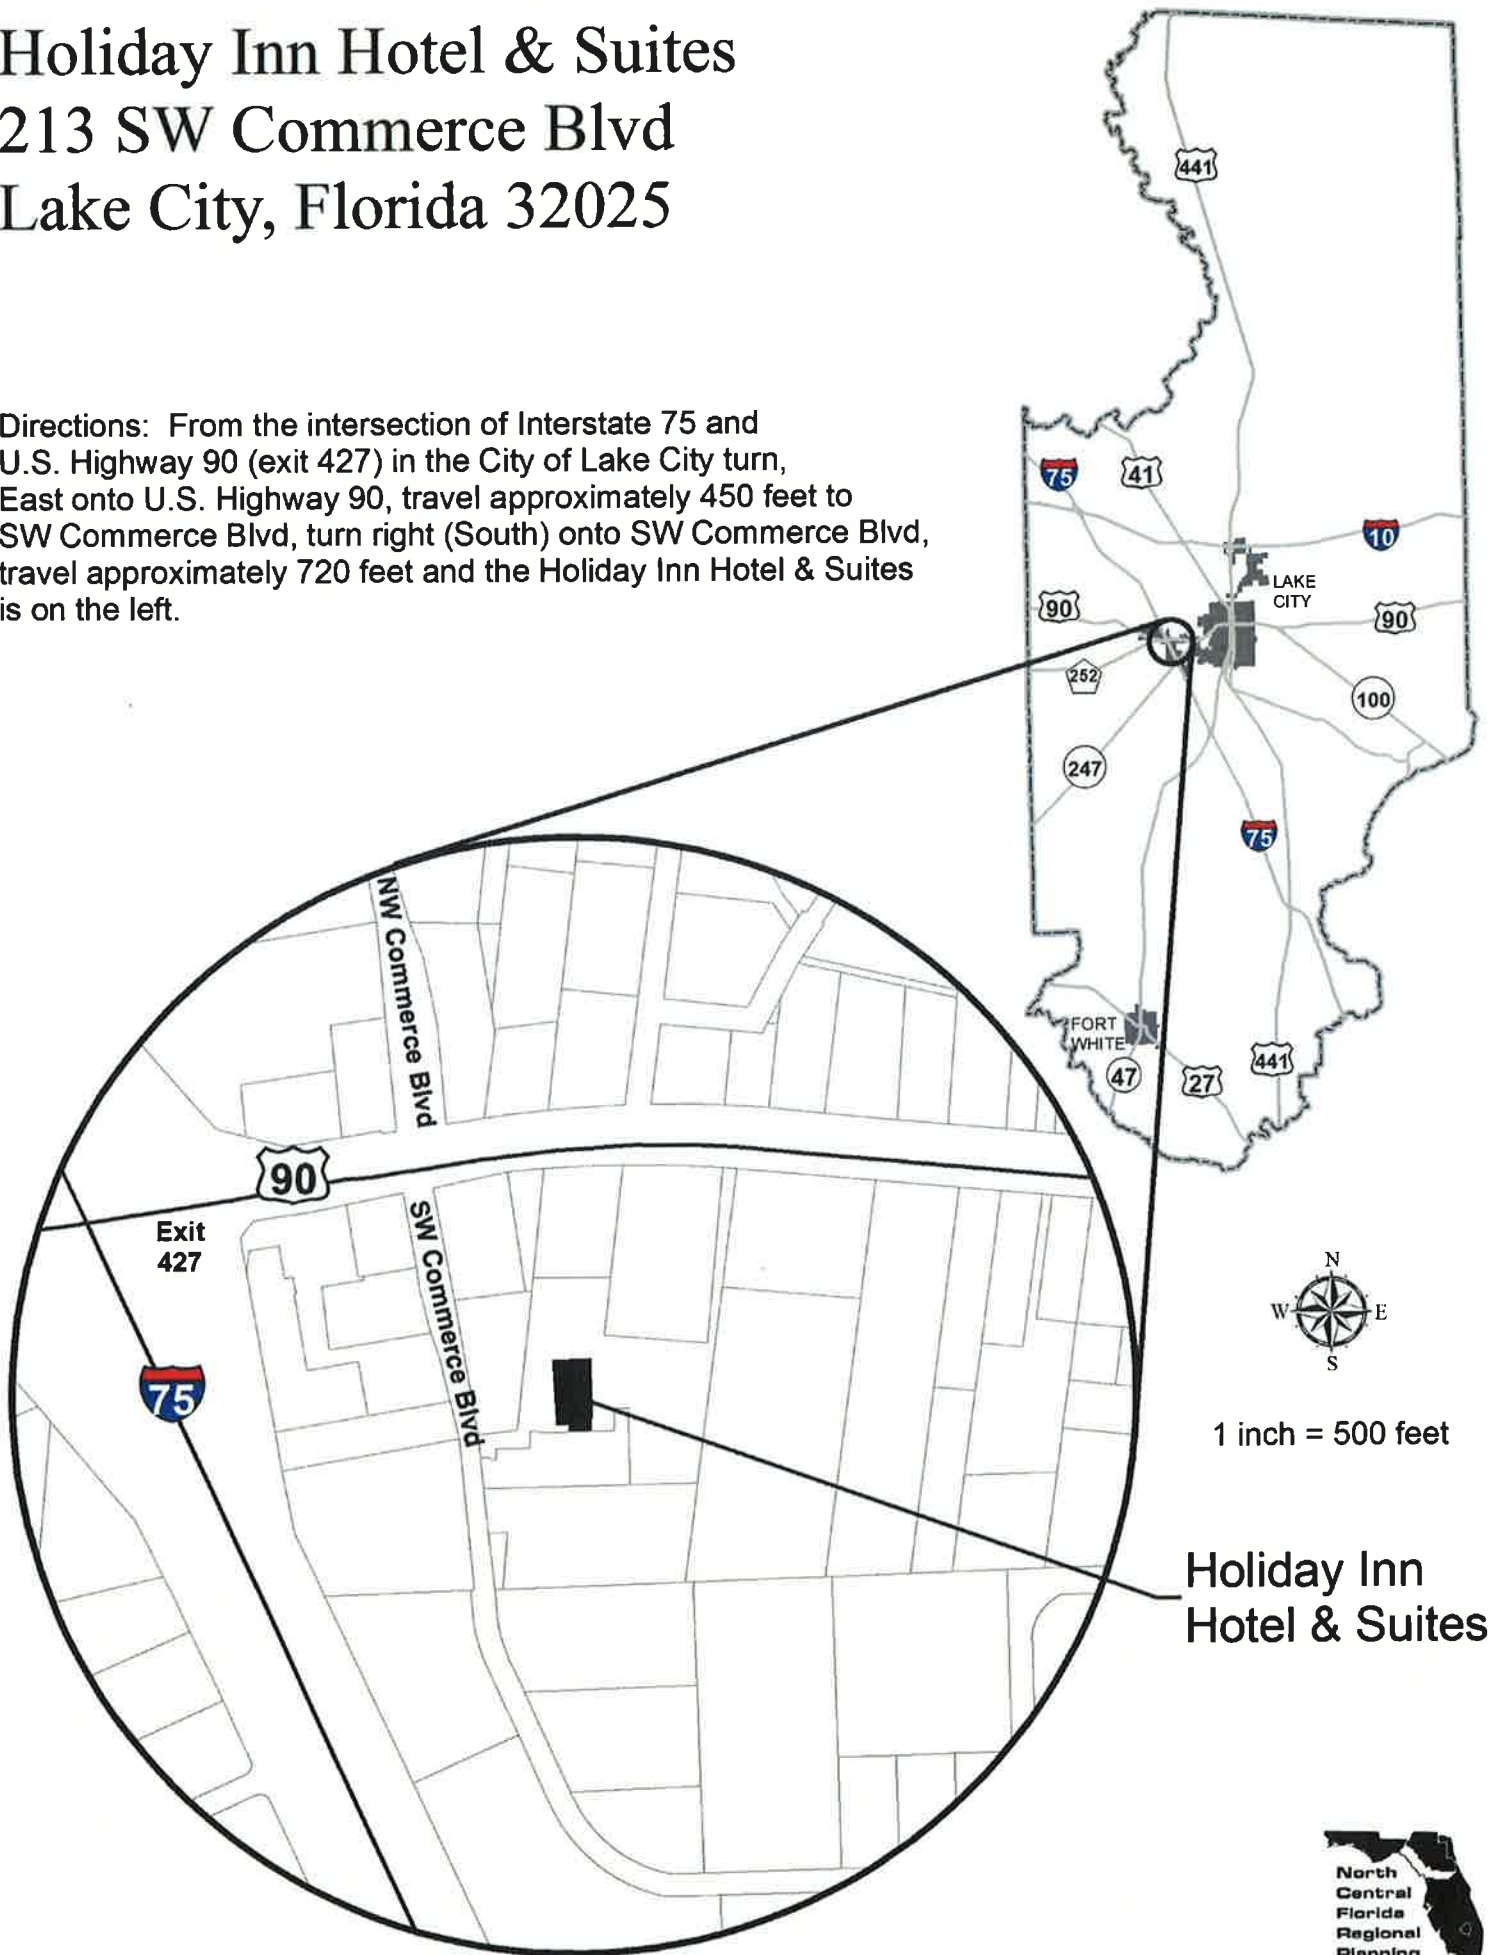 Holiday Inn Hotel & Suites
213 SW Commerce Blvd
Lake City, Florida 32025
Directions: From the intersection of Interstate 75 and
U.S. Highway 90 (exit 427) in the City of Lake City turn,
East onto U.S. Highway 90, travel approximately 450 feet to
SW Commerce Blvd, turn right (South) onto SW Commerce Blvd,
travel approximately 720 feet and the Holiday Inn Hotel & Suites
is on the left.
441
75
41
10
LAKE
CITY
90
90
252
100
247
75
FORT
WHITE
47
27
441
NW Commerce Blvd
90
Exit
427
SW Commerce Blvd
75
N
W
E
S
1 inch = 500 feet
Holiday Inn
Hotel & Suites
North
Central
Florida
Regional
Planning